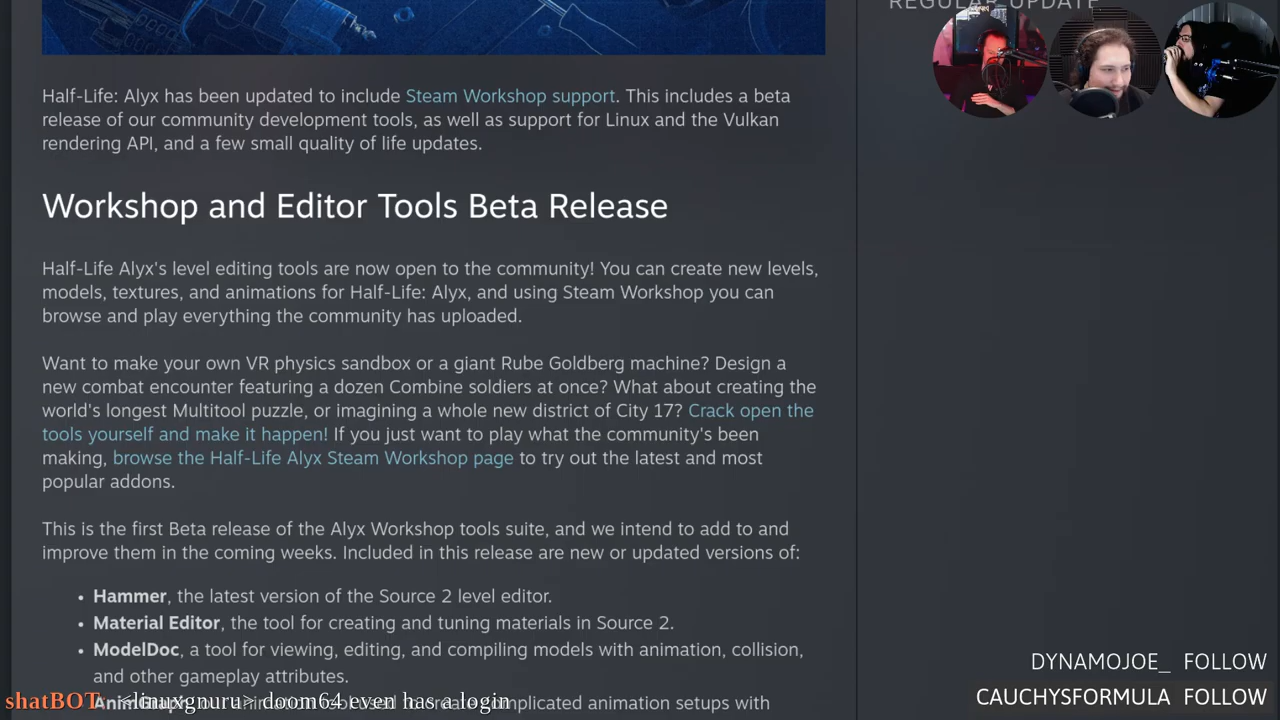 REGULAR UPDATE
Half-Life: Alyx has been updated to include Steam Workshop support. This includes a beta
release of our community development tools, as well as support for Linux and the Vulkan
rendering API, and a few small quality of life updates.
Workshop and Editor Tools Beta Release
Half-Life Alyx's level editing tools are now open to the community! You can create new levels,
models, textures, and animations for Half-Life: Alyx, and using Steam Workshop you can
browse and play everything the community has uploaded.
Want to make your own VR physics sandbox or a giant Rube Goldberg machine? Design a
new combat encounter featuring a dozen Combine soldiers at once? What about creating the
world's longest Multitool puzzle, or imagining a whole new district of City 17? Crack open the
tools yourself and make it happen! If you just want to play what the community's been
making, browse the Half-Life Alyx Steam Workshop page to try out the latest and most
popular addons.
This is the first Beta release of the Alyx Workshop tools suite, and we intend to add to and
improve them in the coming weeks. Included in this release are new or updated versions of:
• Hammer, the latest version of the Source 2 level editor.
• Material Editor, the tool for creating and tuning materials in Source 2.
• ModelDoc, a tool for viewing, editing, and compiling models with animation, collision,
and other gameplay attributes.
complicated animation setups with
shatBOT <linuxgnuru> doom64 even has a login
DYNAMOJOE_ FOLLOW
CAUCHYSFORMULA FOLLOW